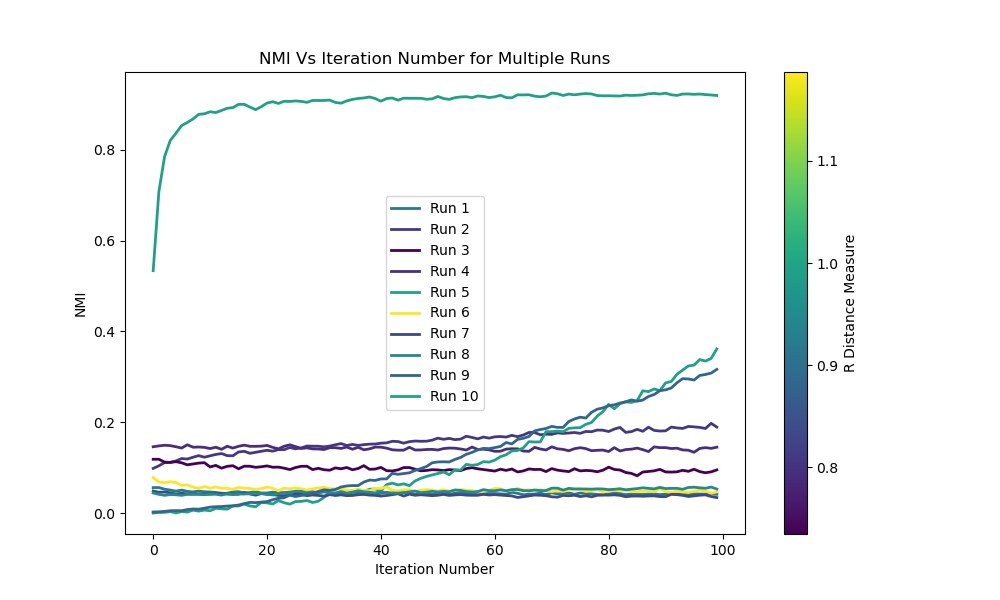 NMI Vs Iteration Number for Multiple Runs
NMI
0.8
0.6
0.4
0.2
0.0
Run 1
Run 2
Run 3
Run 4
Run 5
Run 6
Run 7
Run 8
Run 9
Run 10
0 20 40 60 80 100
Iteration Number
1.1
1.0
0.9
0.8
R Distance Measure